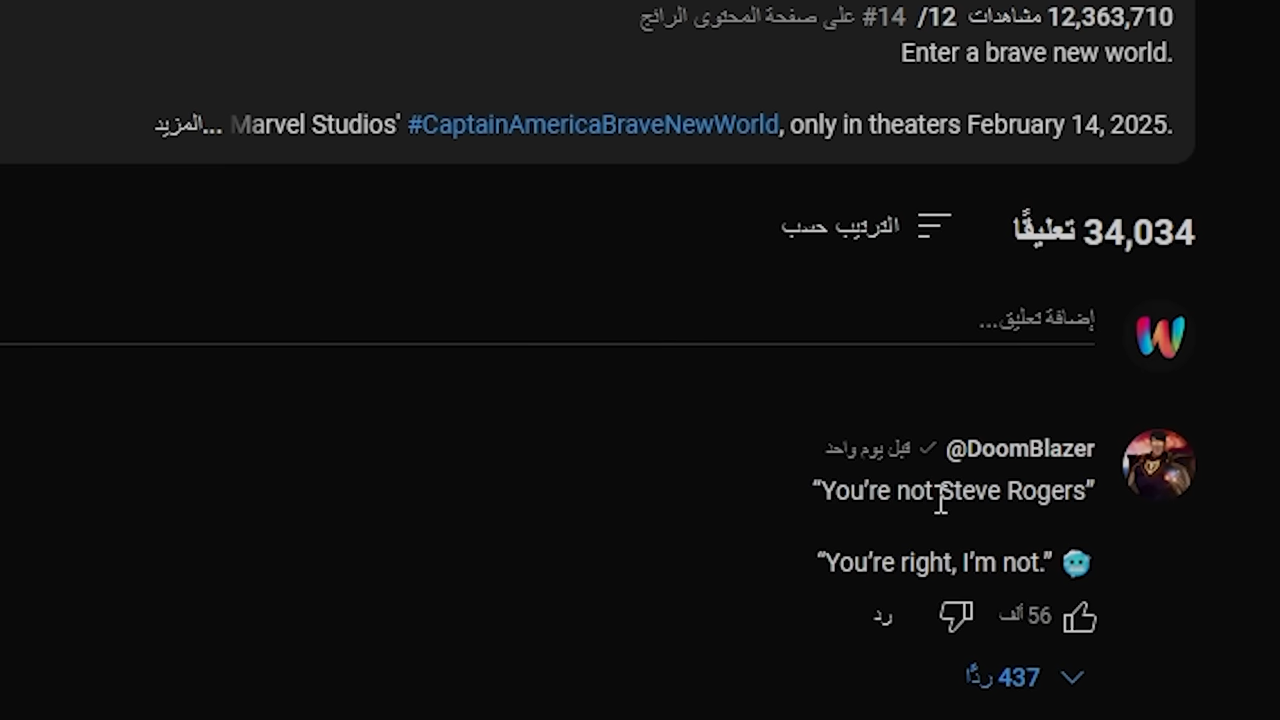 12,363,710 مشاهدات 12/ 14# على صفحة المحتوى الرائج
Enter a brave new world.
Marvel Studios' #CaptainAmericaBraveNewWorld, only in theaters February 14, 2025. ...المزيد
34,034 تعليقًا الترتيب حسب
إضافة تعليق...
@DoomBlazer قبل يوم واحد
“You’re not Steve Rogers”
“You’re right, I’m not.” 🥶
56 ألف رد
437 ردًّا